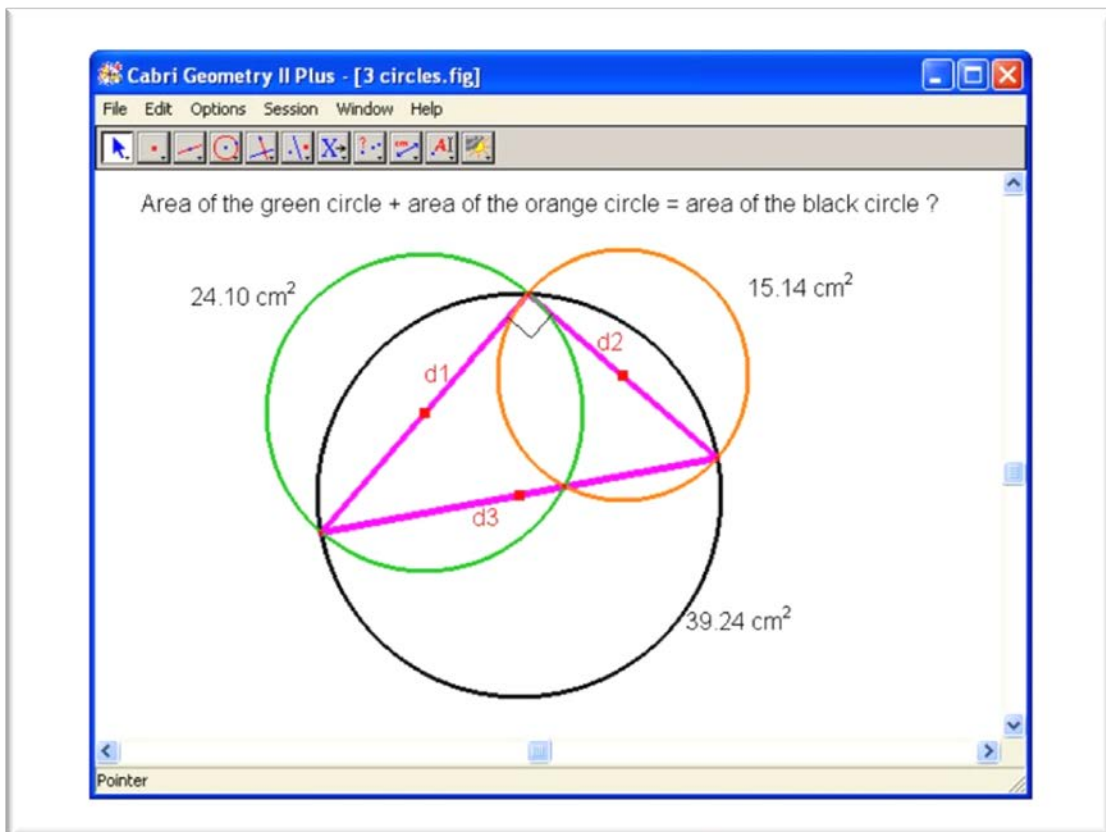 Cabri Geometry II Plus - [3 circles.fig]
File Edit Options Session Window Help
Area of the green circle + area of the orange circle = area of the black circle ?
24.10 cm²
15.14 cm²
d1
d2
d3
39.24 cm²
Pointer